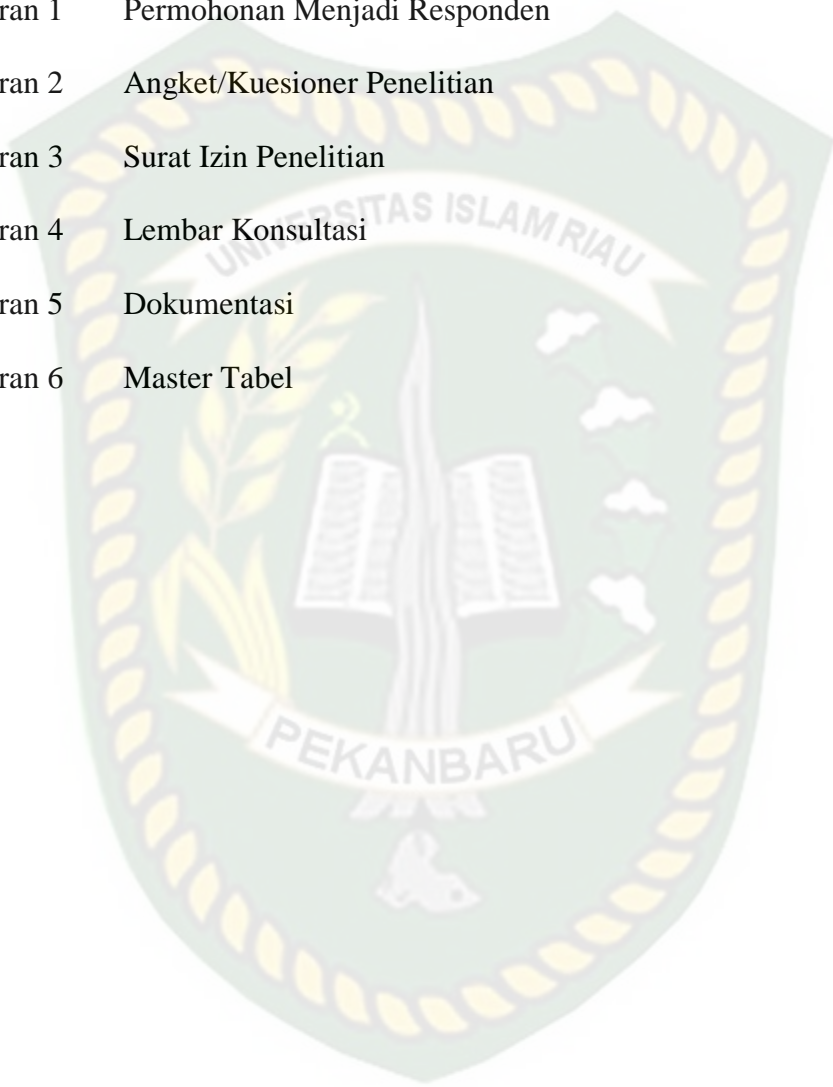 ran 1 Permohonan Menjadi Responden
ran 2 Angket/Kuesioner Penelitian
ran 3 Surat Izin Penelitian
UNIVERSITAS ISLAM RIAU
ran 4 Lembar Konsultasi
ran 5 Dokumentasi
ran 6 Master Tabel
PEKANBARU